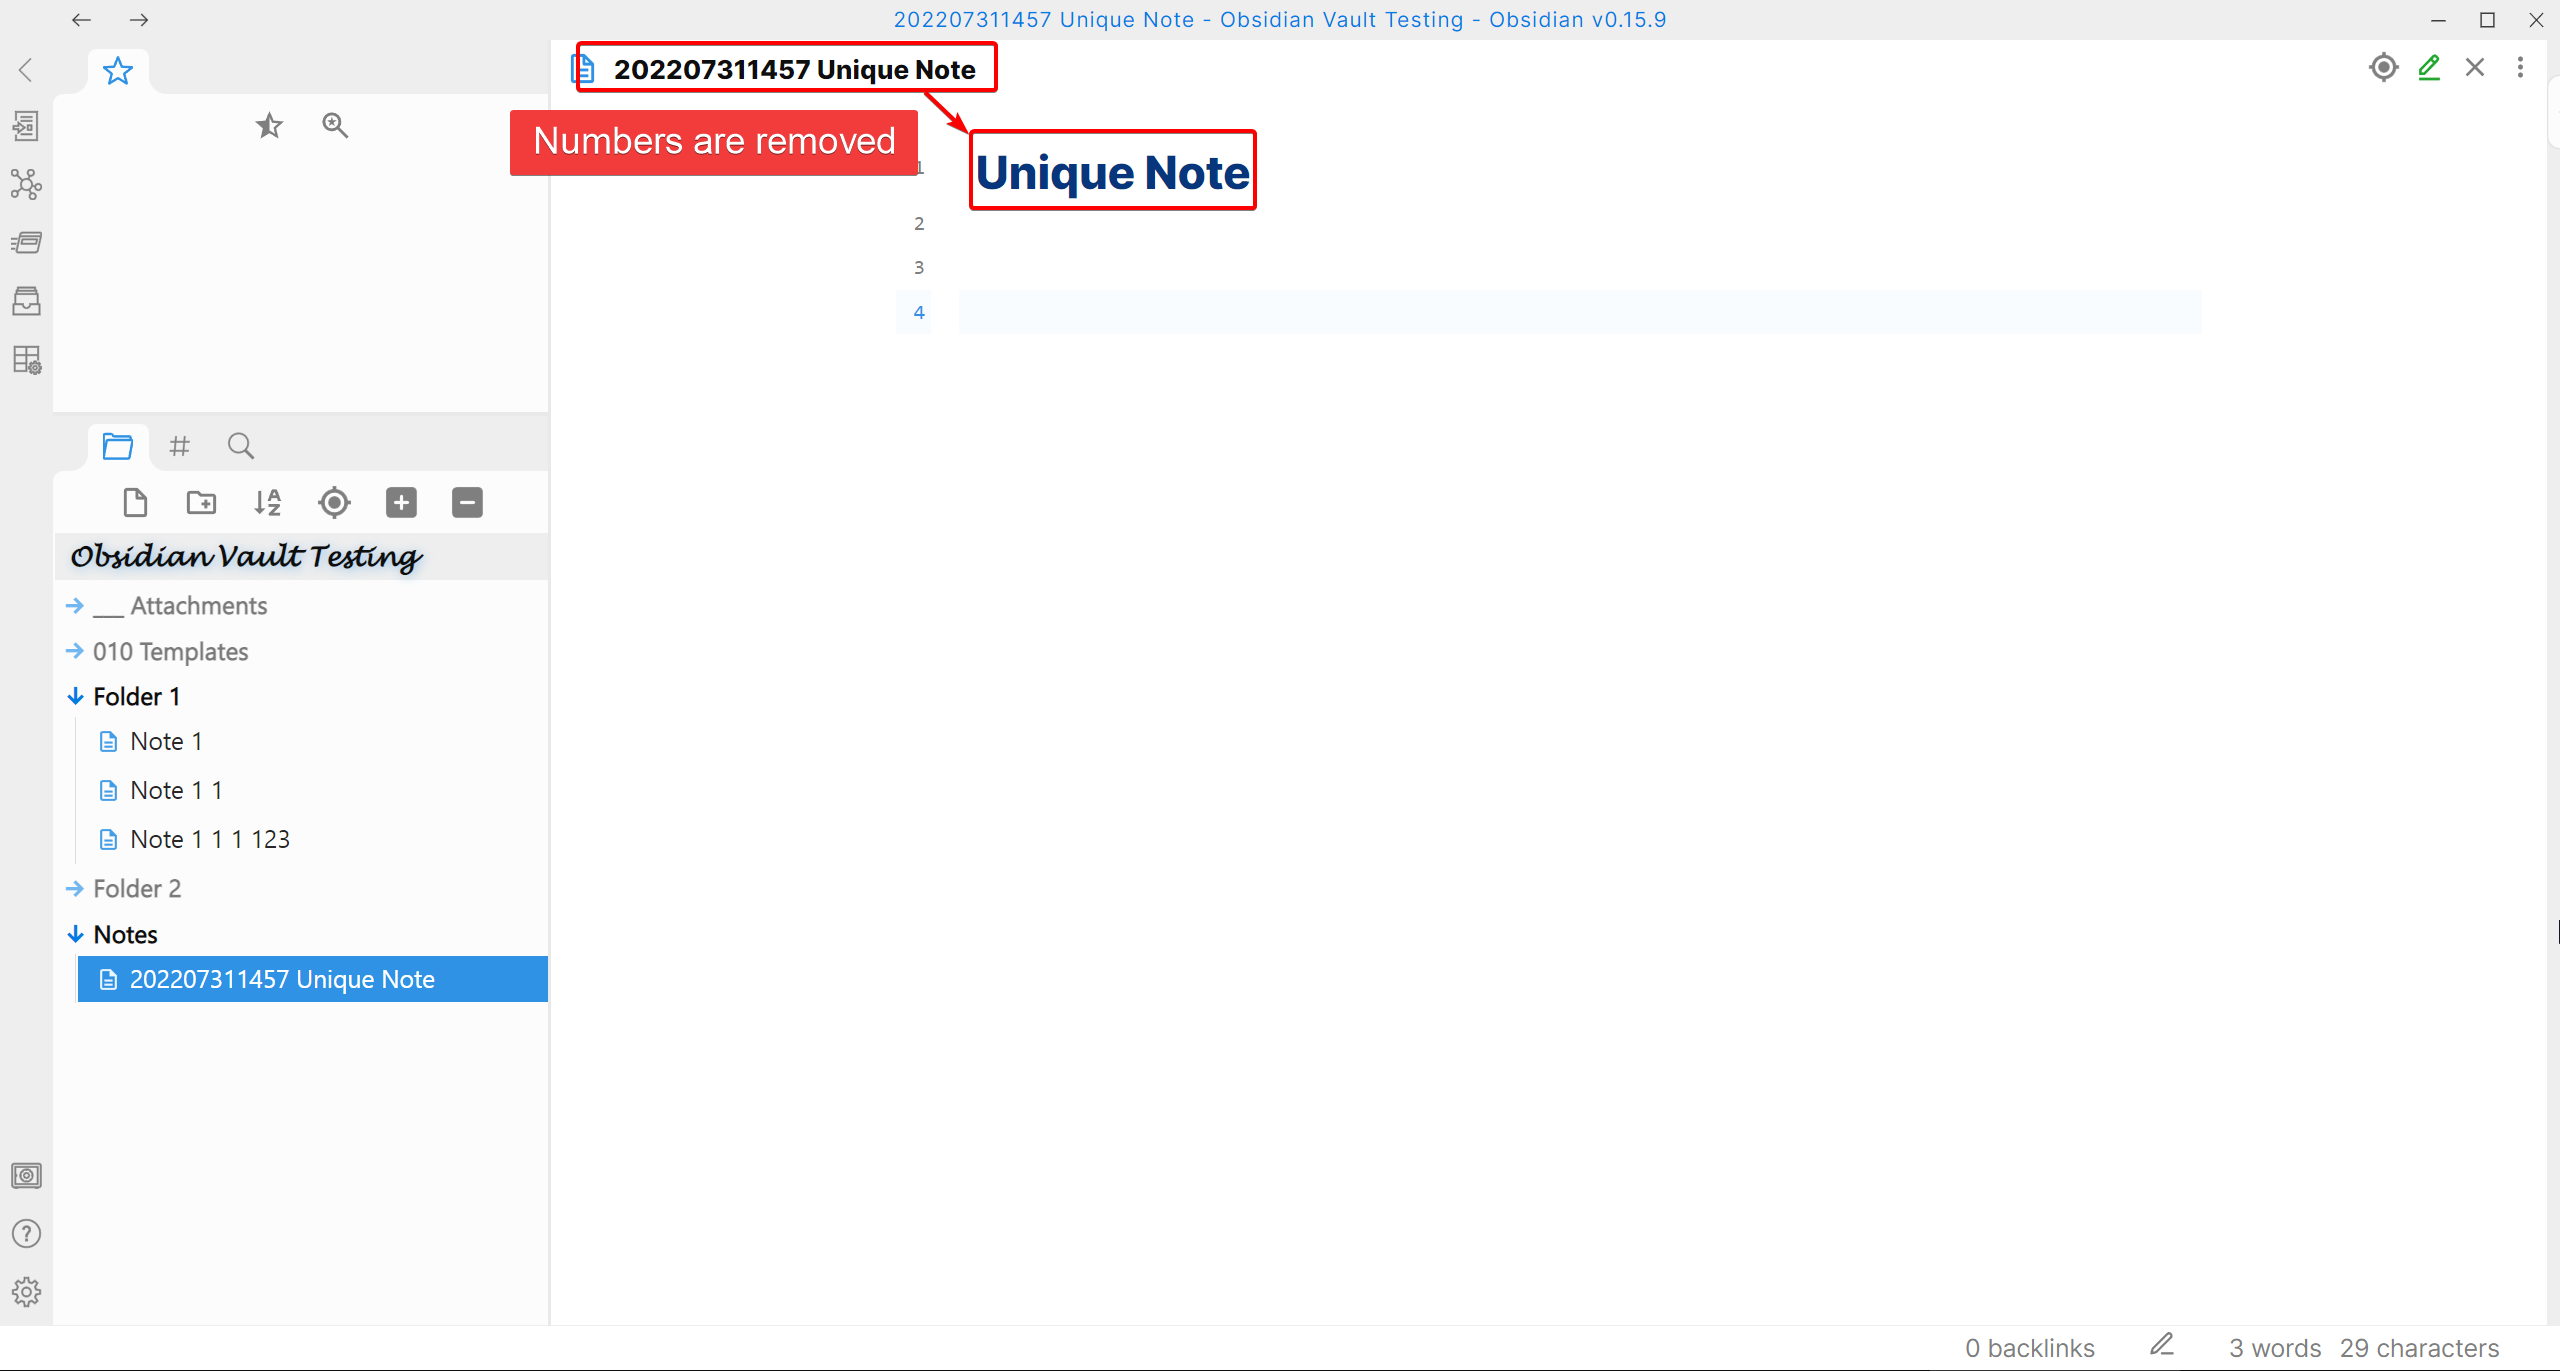 202207311457 Unique Note - Obsidian Vault Testing - Obsidian v0.15.9
202207311457 Unique Note
Numbers are removed
1 Unique Note
2
3
4
Obsidian Vault Testing
___ Attachments
010 Templates
Folder 1
Note 1
Note 1 1
Note 1 1 1 123
Folder 2
Notes
202207311457 Unique Note
0 backlinks 3 words 29 characters